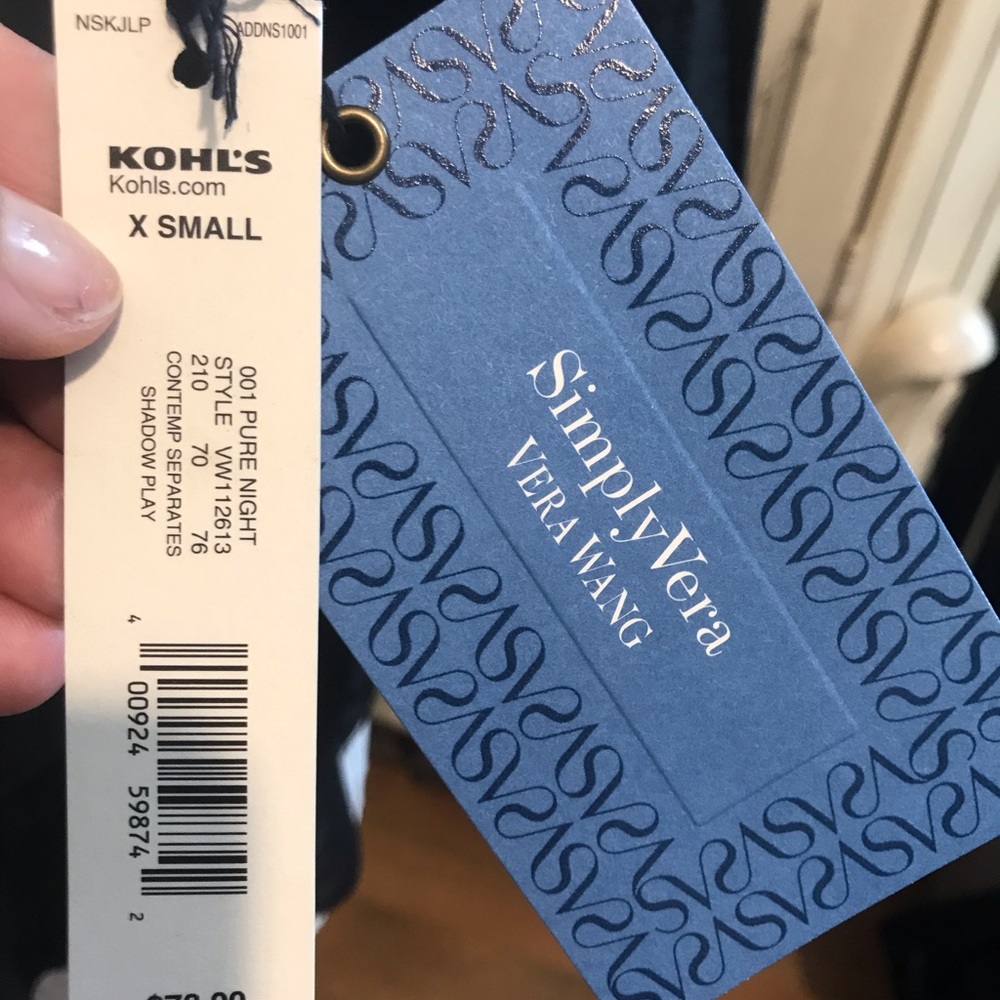 NSKJLP
ADDNS1001
KOHL'S
Kohls.com
X SMALL
001 PURE NIGHT
STYLE VW112613
210 70 76
CONTEMP SEPARATES
SHADOW PLAY
4 00924 59874 2
SimplyVera
VERA WANG